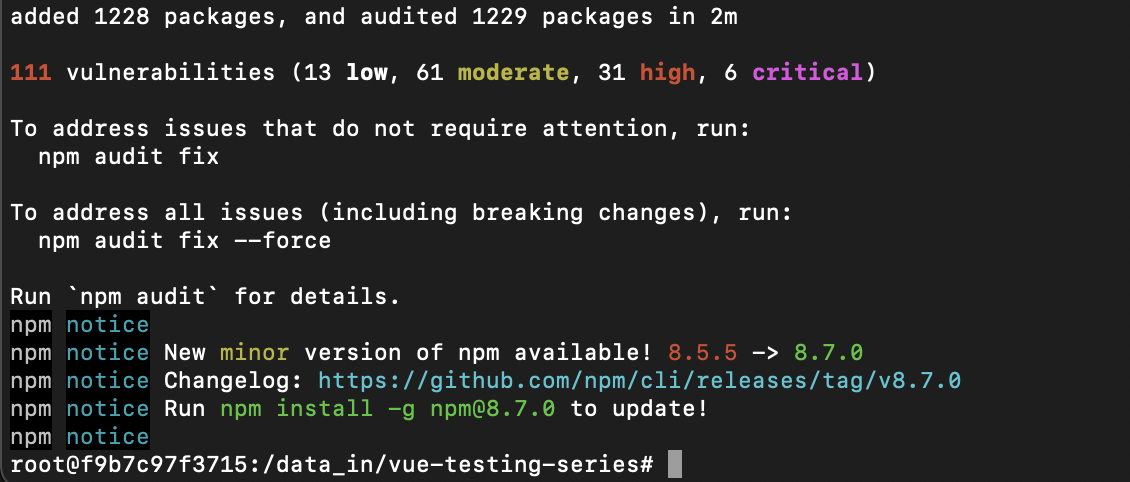 added 1228 packages, and audited 1229 packages in 2m
111 vulnerabilities (13 low, 61 moderate, 31 high, 6 critical)
To address issues that do not require attention, run:
  npm audit fix
To address all issues (including breaking changes), run:
  npm audit fix --force
Run `npm audit` for details.
npm notice
npm notice New minor version of npm available! 8.5.5 -> 8.7.0
npm notice Changelog: https://github.com/npm/cli/releases/tag/v8.7.0
npm notice Run npm install -g npm@8.7.0 to update!
npm notice
root@f9b7c97f3715:/data_in/vue-testing-series#